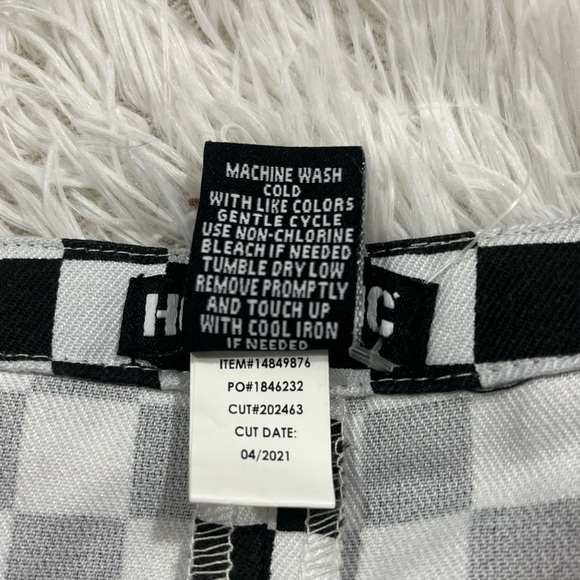 MACHINE WASH
COLD
WITH LIKE COLORS
GENTLE CYCLE
USE NON-CHLORINE
BLEACH IF NEEDED
TUMBLE DRY LOW
REMOVE PROMPTLY
AND TOUCH UP
WITH COOL IRON
IF NEEDED
ITEM#14849876
PO#1846232
CUT#202463
CUT DATE:
04/2021